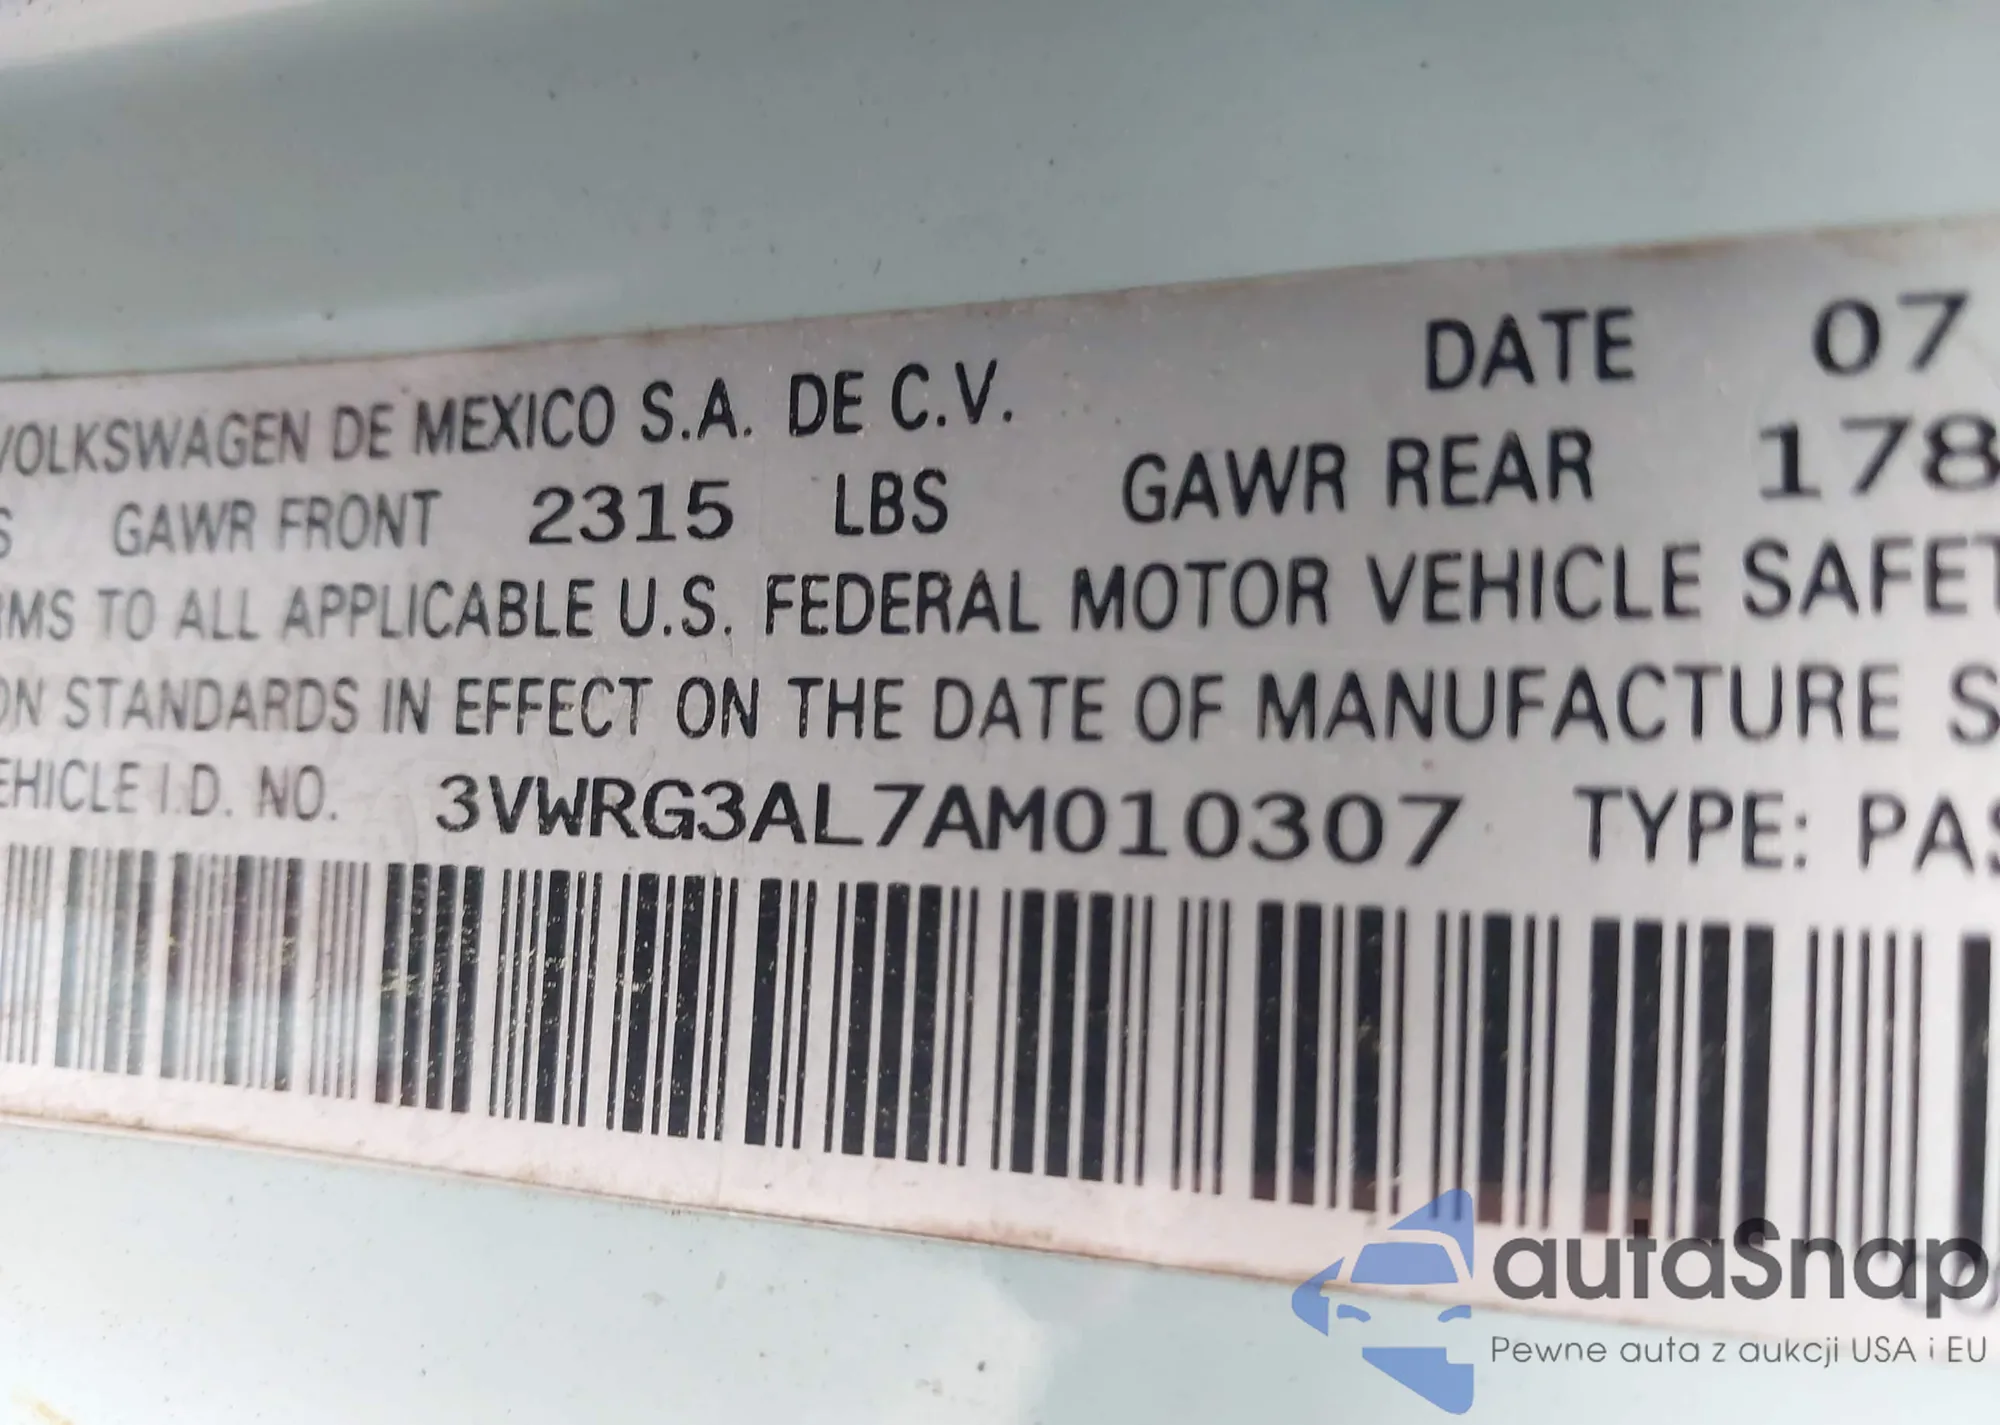 VOLKSWAGEN DE MEXICO S.A. DE C.V. DATE 07
S GAWR FRONT 2315 LBS GAWR REAR 178
RMS TO ALL APPLICABLE U.S. FEDERAL MOTOR VEHICLE SAFET
ON STANDARDS IN EFFECT ON THE DATE OF MANUFACTURE S
EHICLE I.D. NO. 3VWRG3AL7AM010307 TYPE: PAS
autaSnap
Pewne auta z aukcji USA i EU